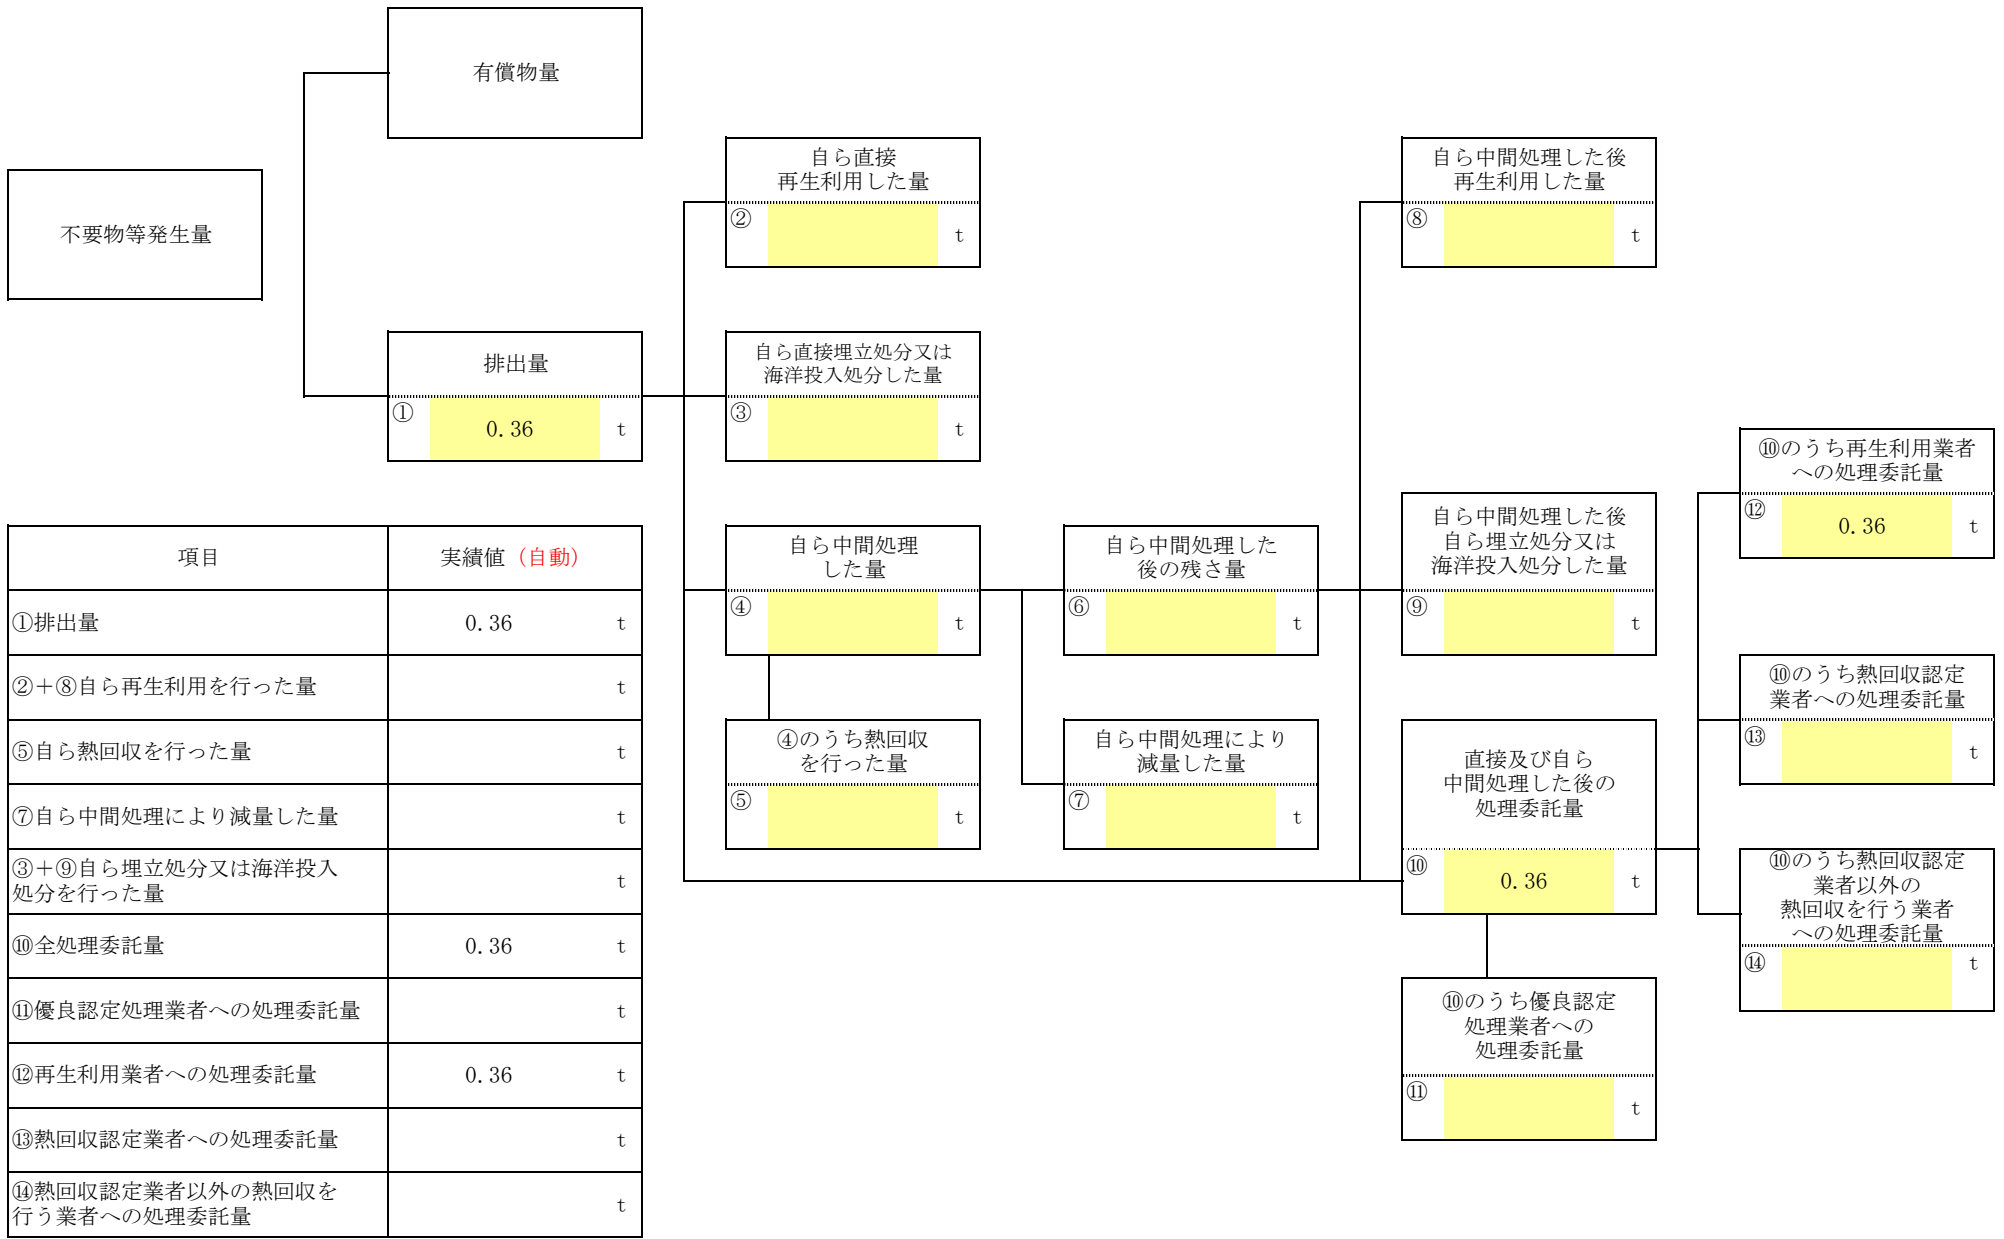 有償物量
不要物等発生量
排出量
①
0.36
t
自ら直接
再生利用した量
②
t
自ら直接埋立処分又は
海洋投入処分した量
③
t
自ら中間処理
した量
④
t
④のうち熱回収
を行った量
⑤
t
自ら中間処理した
後の残さ量
⑥
t
自ら中間処理により
減量した量
⑦
t
自ら中間処理した後
再生利用した量
⑧
t
自ら中間処理した後
自ら埋立処分又は
海洋投入処分した量
⑨
t
直接及び自ら
中間処理した後の
処理委託量
⑩
0.36
t
⑩のうち優良認定
処理業者への
処理委託量
⑪
t
⑩のうち再生利用業者
への処理委託量
⑫
0.36
t
⑩のうち熱回収認定
業者への処理委託量
⑬
t
⑩のうち熱回収認定
業者以外の
熱回収を行う業者
への処理委託量
⑭
t
項目 実績値（自動）
①排出量 0.36 t
②＋⑧自ら再生利用を行った量 t
⑤自ら熱回収を行った量 t
⑦自ら中間処理により減量した量 t
③＋⑨自ら埋立処分又は海洋投入
処分を行った量 t
⑩全処理委託量 0.36 t
⑪優良認定処理業者への処理委託量 t
⑫再生利用業者への処理委託量 0.36 t
⑬熱回収認定業者への処理委託量 t
⑭熱回収認定業者以外の熱回収を
行う業者への処理委託量 t